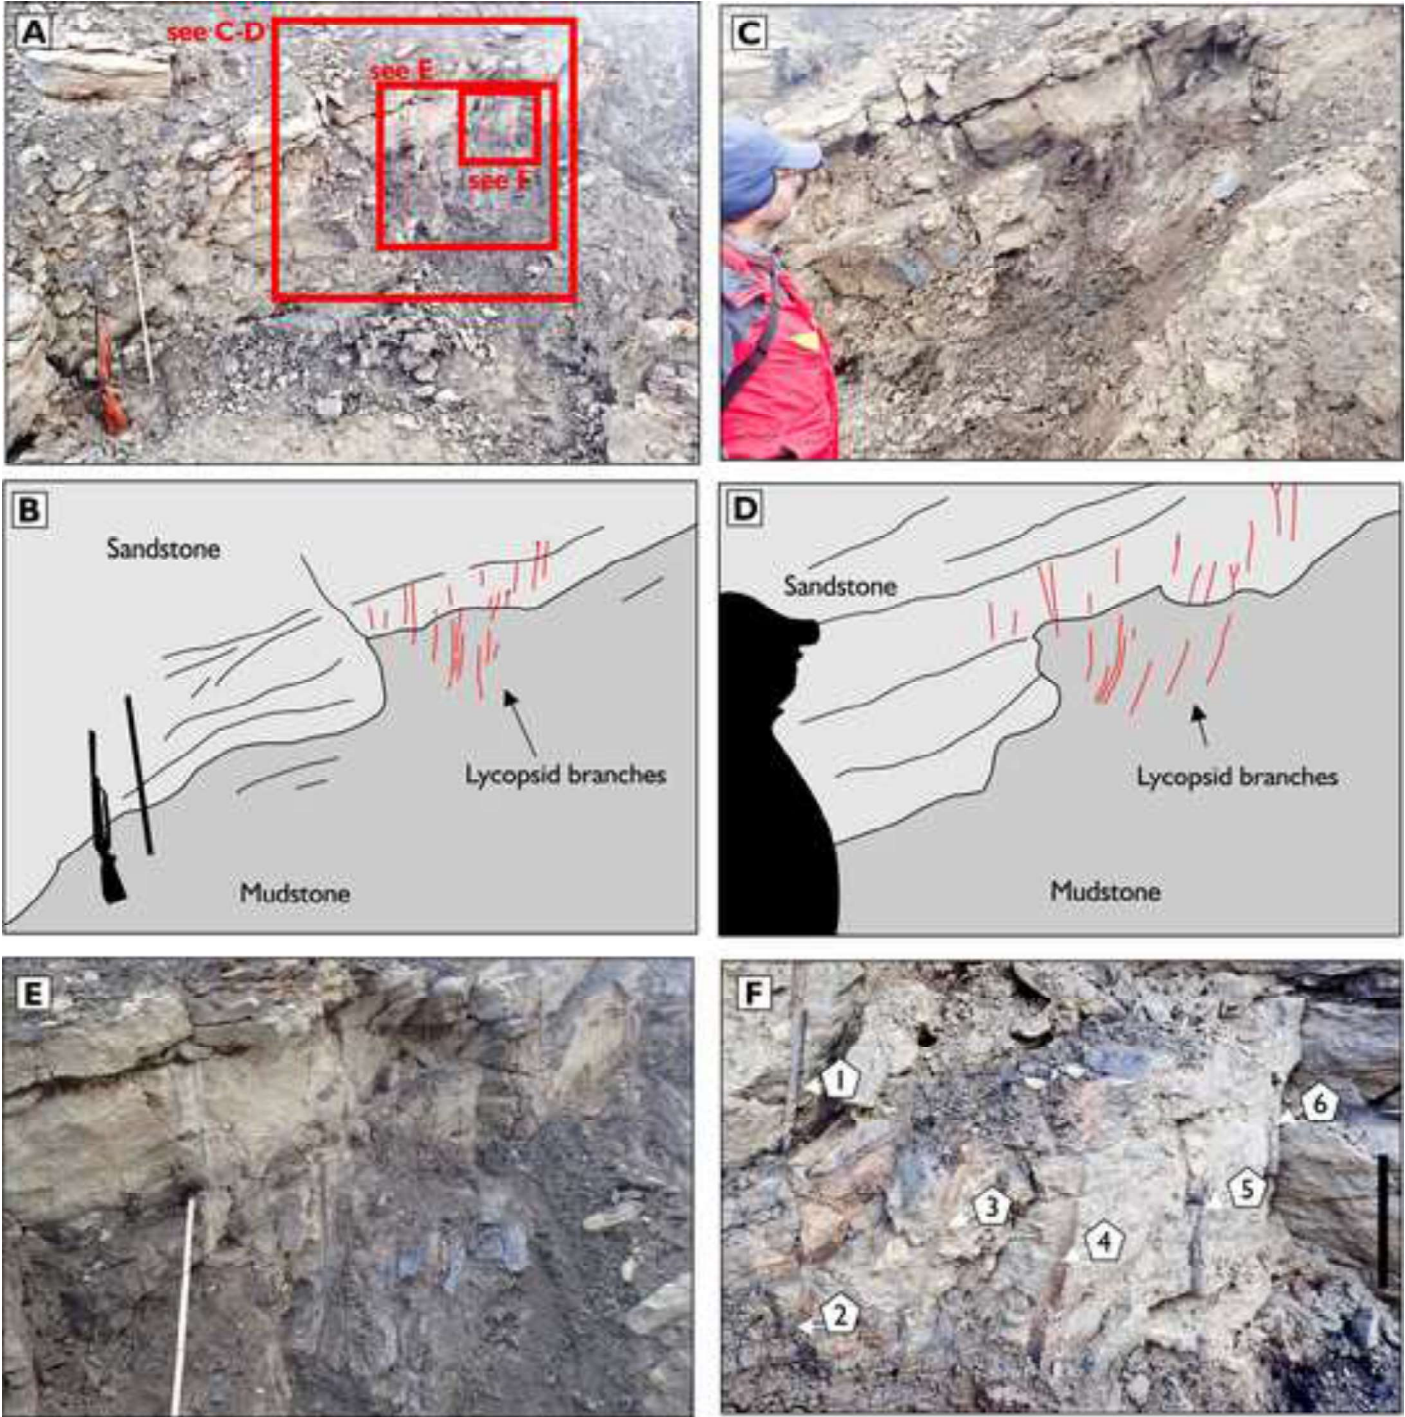 A
see C-D
see E
see F
C
B
Sandstone
Lycopsid branches
Mudstone
D
Sandstone
Lycopsid branches
Mudstone
E
F
1
6
5
3
4
2